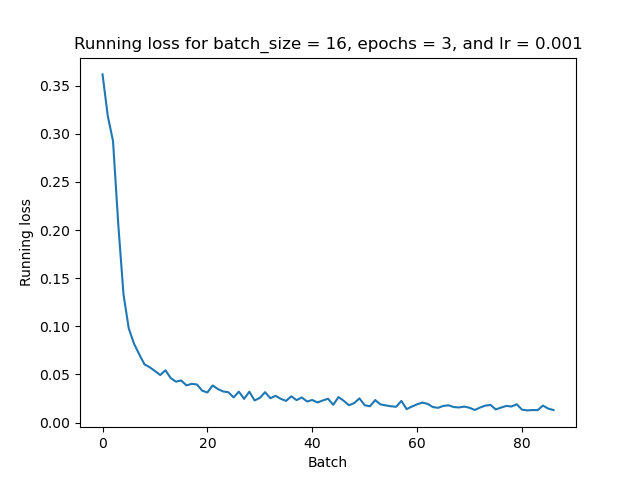 Running loss for batch_size = 16, epochs = 3, and lr = 0.001
0.35
0.30
0.25
0.20
0.15
0.10
0.05
0.00
Running loss
0 20 40 60 80
Batch